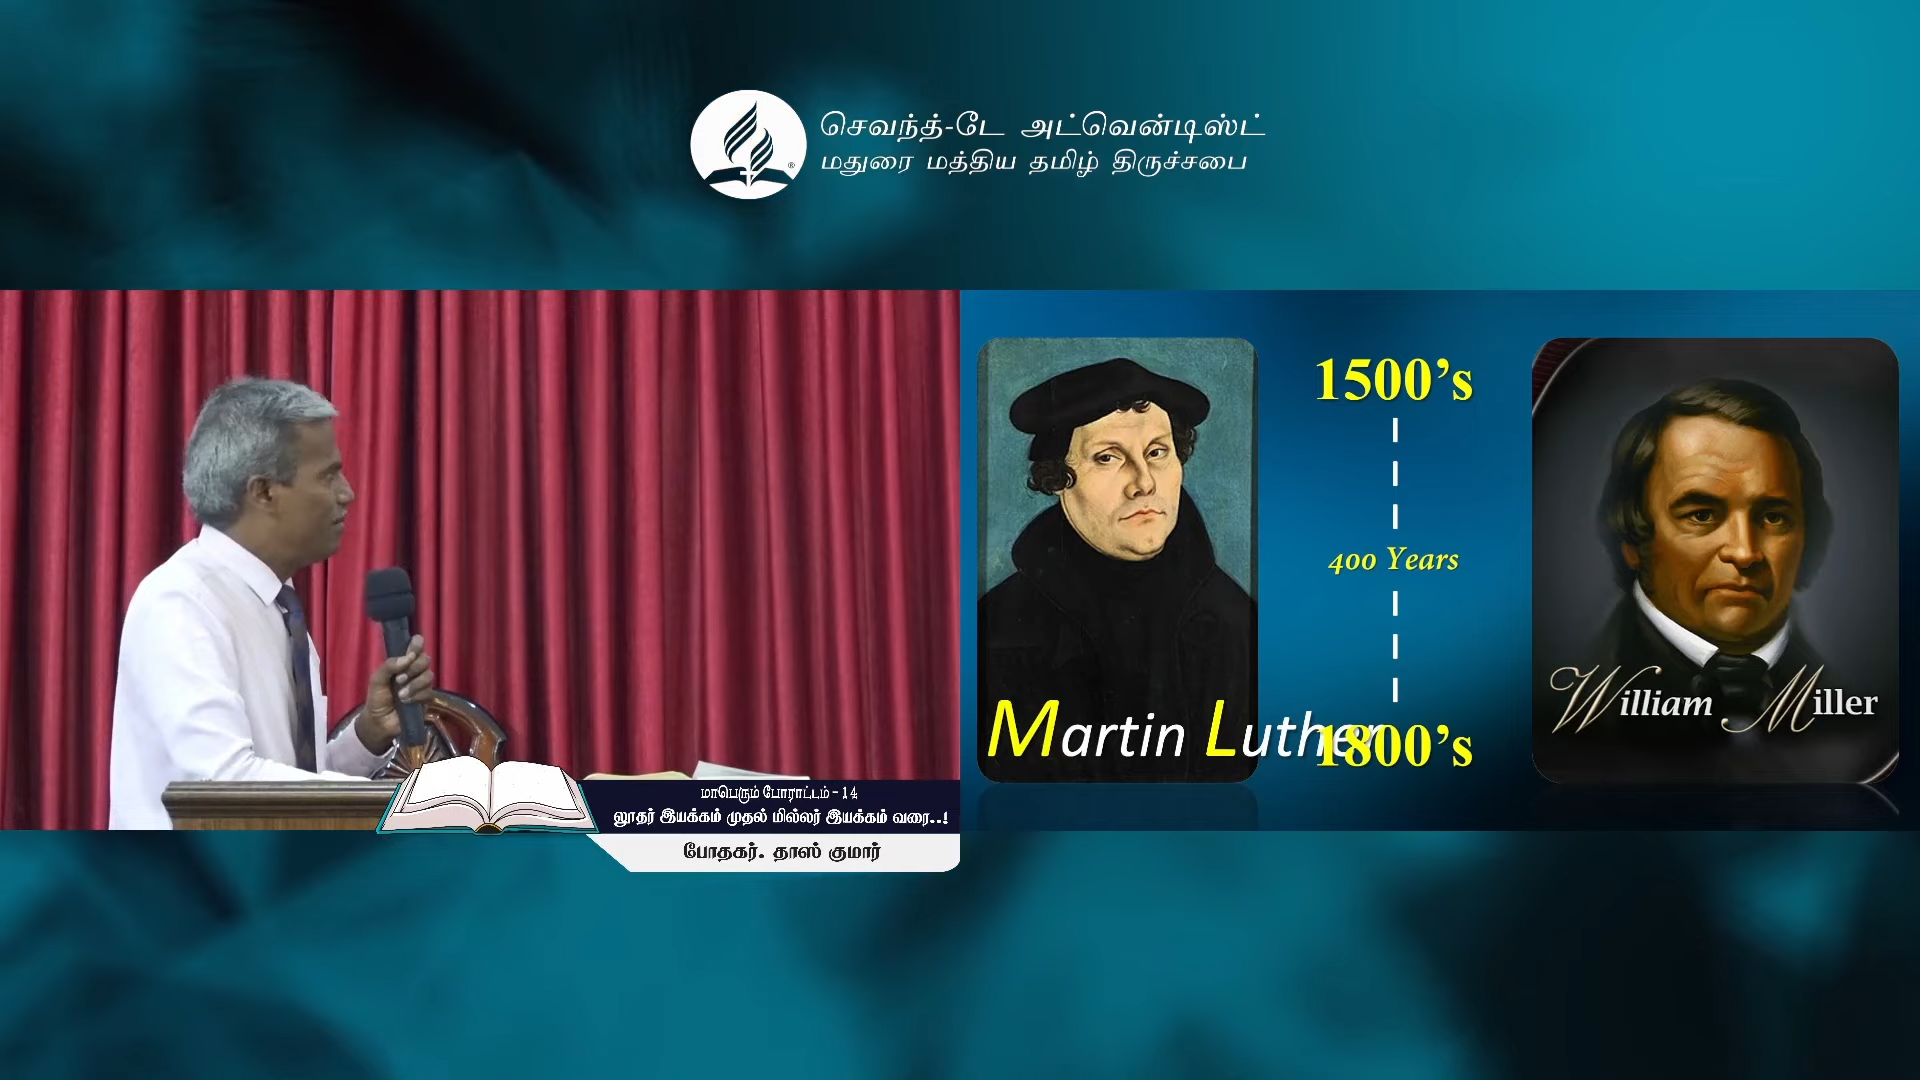 செவந்த்-டே அட்வென்டிஸ்ட்
மதுரை மத்திய தமிழ் திருச்சபை
1500's
400 Years
1800's
Martin Luther
William Miller
மாபெரும் போராட்டம் - 14
லூதர் இயக்கம் முதல் மில்லர் இயக்கம் வரை..!
போதகர். தாஸ் குமார்